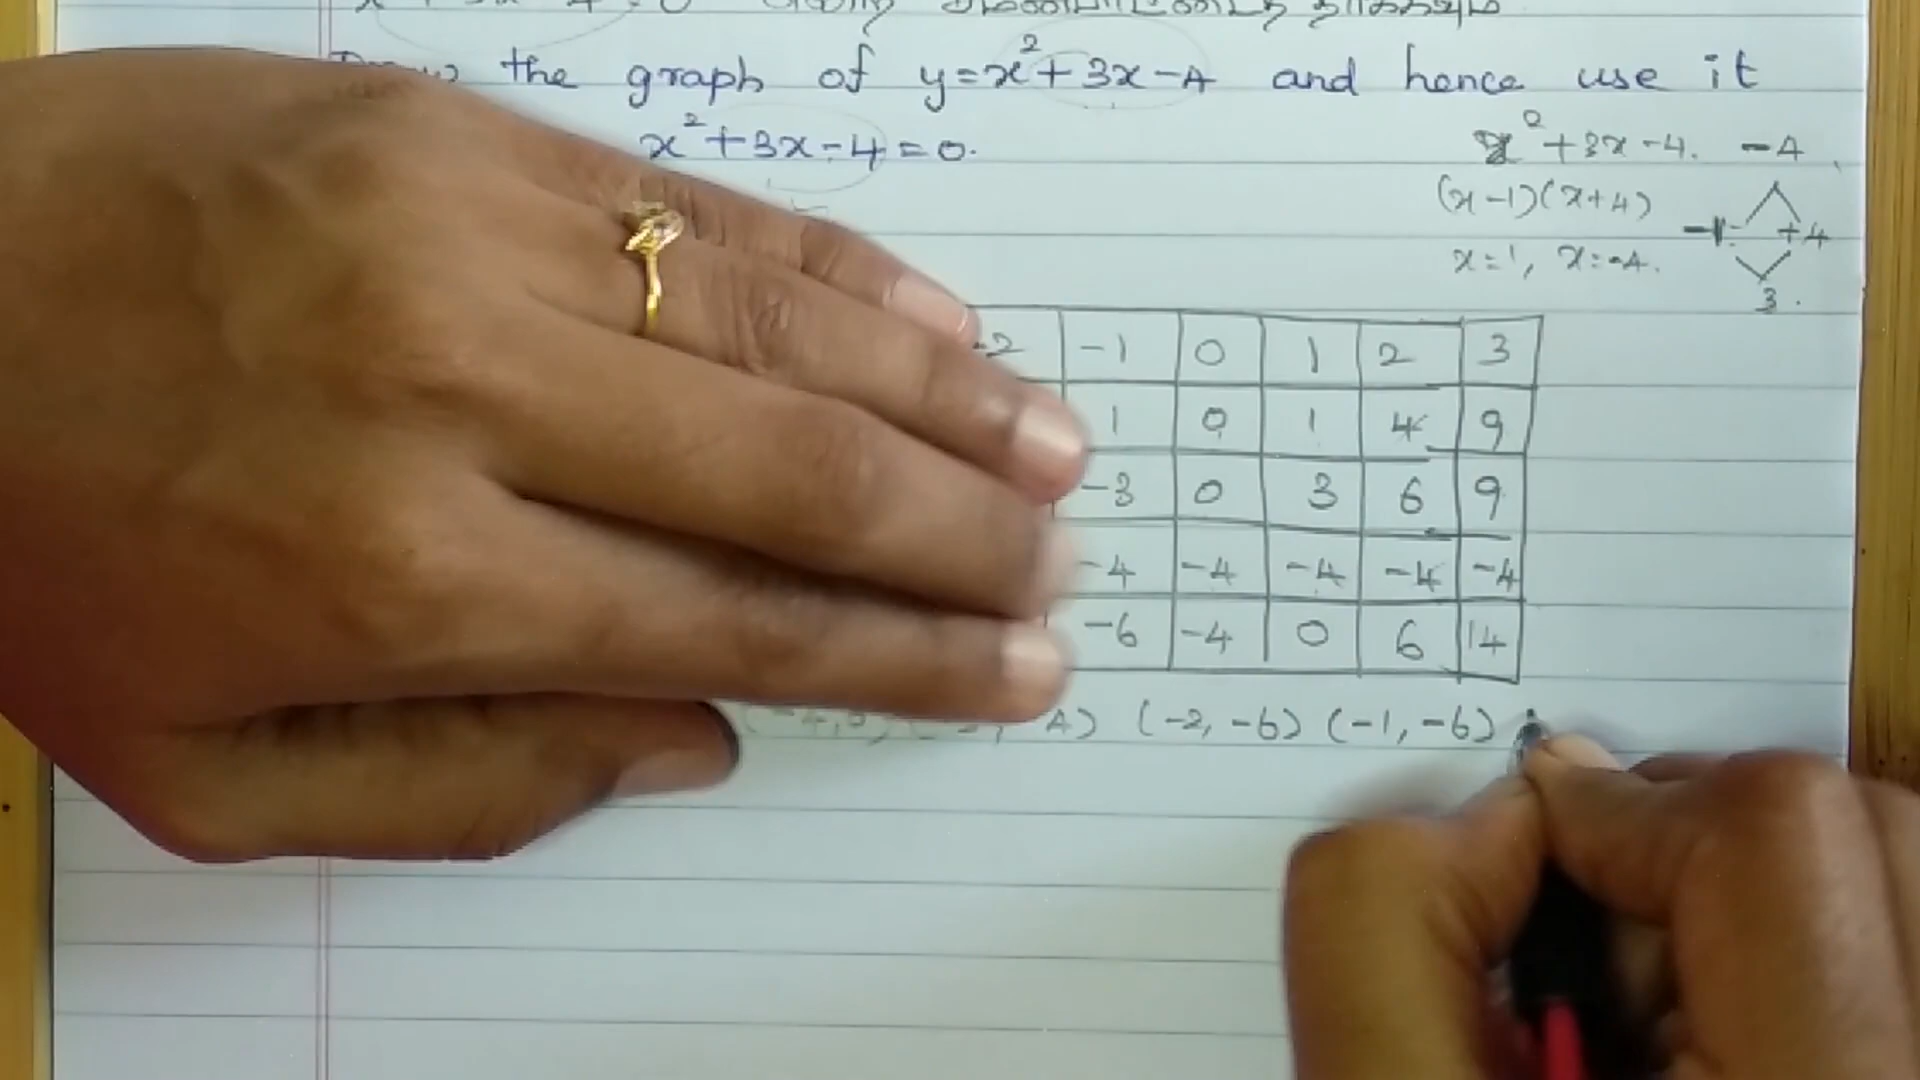 the graph of y=x²+3x-4 and hence use it
x²+3x-4=0.
x²+3x-4. -4
(x-1)(x+4) -1 +4
x=1, x=-4. 3.
-2 -1 0 1 2 3
1 0 1 4 9
-3 0 3 6 9
-4 -4 -4 -4 -4
-6 -4 0 6 14
(-2, -6) (-1, -6)